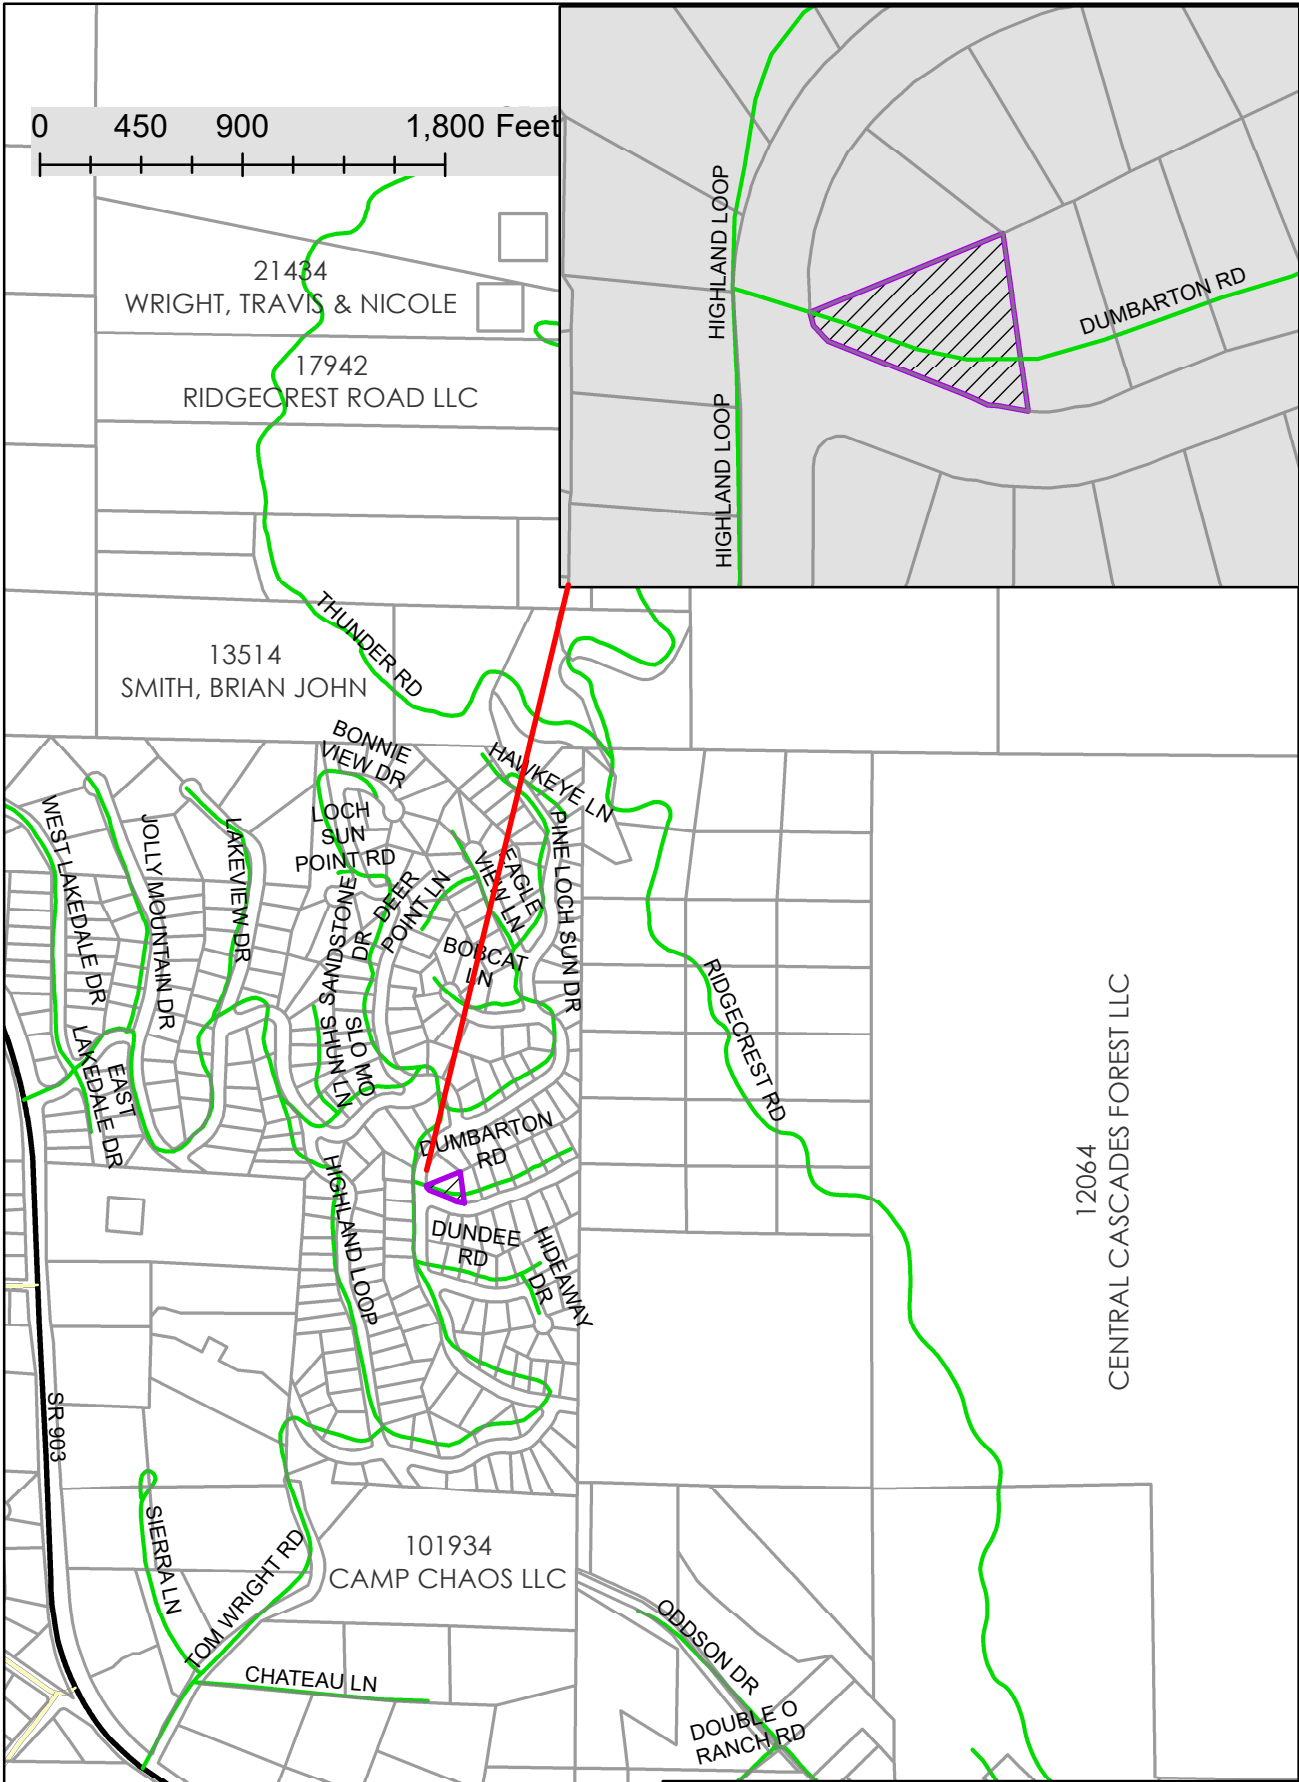 0 450 900 1,800 Feet
HIGHLAND LOOP
HIGHLAND LOOP
DUMBARTON RD
21434
WRIGHT, TRAVIS & NICOLE
17942
RIDGECREST ROAD LLC
THUNDER RD
13514
SMITH, BRIAN JOHN
BONNIE
VIEW DR
HAWKEYE LN
LOCH
SUN
POINT RD
WEST LAKEDALE DR
JOLLY MOUNTAIN DR
LAKEVIEW DR
SANDSTONE
DR
DEER
POINT LN
EAGLE
VIEW LN
PINE LOCH SUN DR
BOBCAT
LN
RIDGECREST RD
SLO MO
SHUN LN
EAST
LAKEDALE DR
DUMBARTON
RD
12064
CENTRAL CASCADES FOREST LLC
HIGHLAND LOOP
DUNDEE
RD
HIDEAWAY
DR
SR 903
SIERRA LN
TOM WRIGHT RD
101934
CAMP CHAOS LLC
CHATEAU LN
ODDSON DR
DOUBLE O
RANCH RD